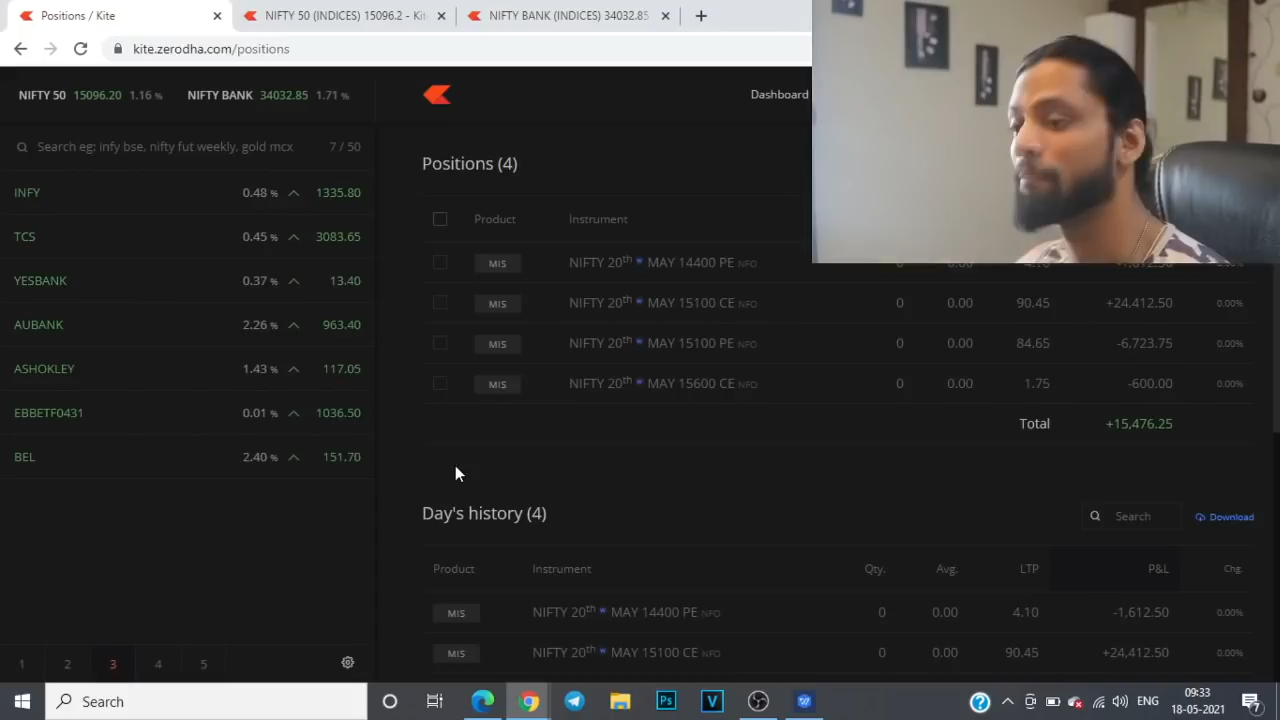 Positions / Kite
NIFTY 50 (INDICES) 15096.2 - Kit
NIFTY BANK (INDICES) 34032.85
kite.zerodha.com/positions
NIFTY 50 15096.20 1.16 %
NIFTY BANK 34032.85 1.71 %
Dashboard
Search eg: infy bse, nifty fut weekly, gold mcx 7 / 50
INFY 0.48 % 1335.80
TCS 0.45 % 3083.65
YESBANK 0.37 % 13.40
AUBANK 2.26 % 963.40
ASHOKLEY 1.43 % 117.05
EBBETF0431 0.01 % 1036.50
BEL 2.40 % 151.70
1 2 3 4 5
Positions (4)
Product Instrument
MIS NIFTY 20th w MAY 14400 PE NFO
MIS NIFTY 20th w MAY 15100 CE NFO 0 0.00 90.45 +24,412.50 0.00%
MIS NIFTY 20th w MAY 15100 PE NFO 0 0.00 84.65 -6,723.75 0.00%
MIS NIFTY 20th w MAY 15600 CE NFO 0 0.00 1.75 -600.00 0.00%
Total +15,476.25
Day's history (4)
Search
Download
Product Instrument Qty. Avg. LTP P&L Chg.
MIS NIFTY 20th w MAY 14400 PE NFO 0 0.00 4.10 -1,612.50 0.00%
MIS NIFTY 20th w MAY 15100 CE NFO 0 0.00 90.45 +24,412.50 0.00%
Search
Ps
V
ENG
09:33
18-05-2021
7